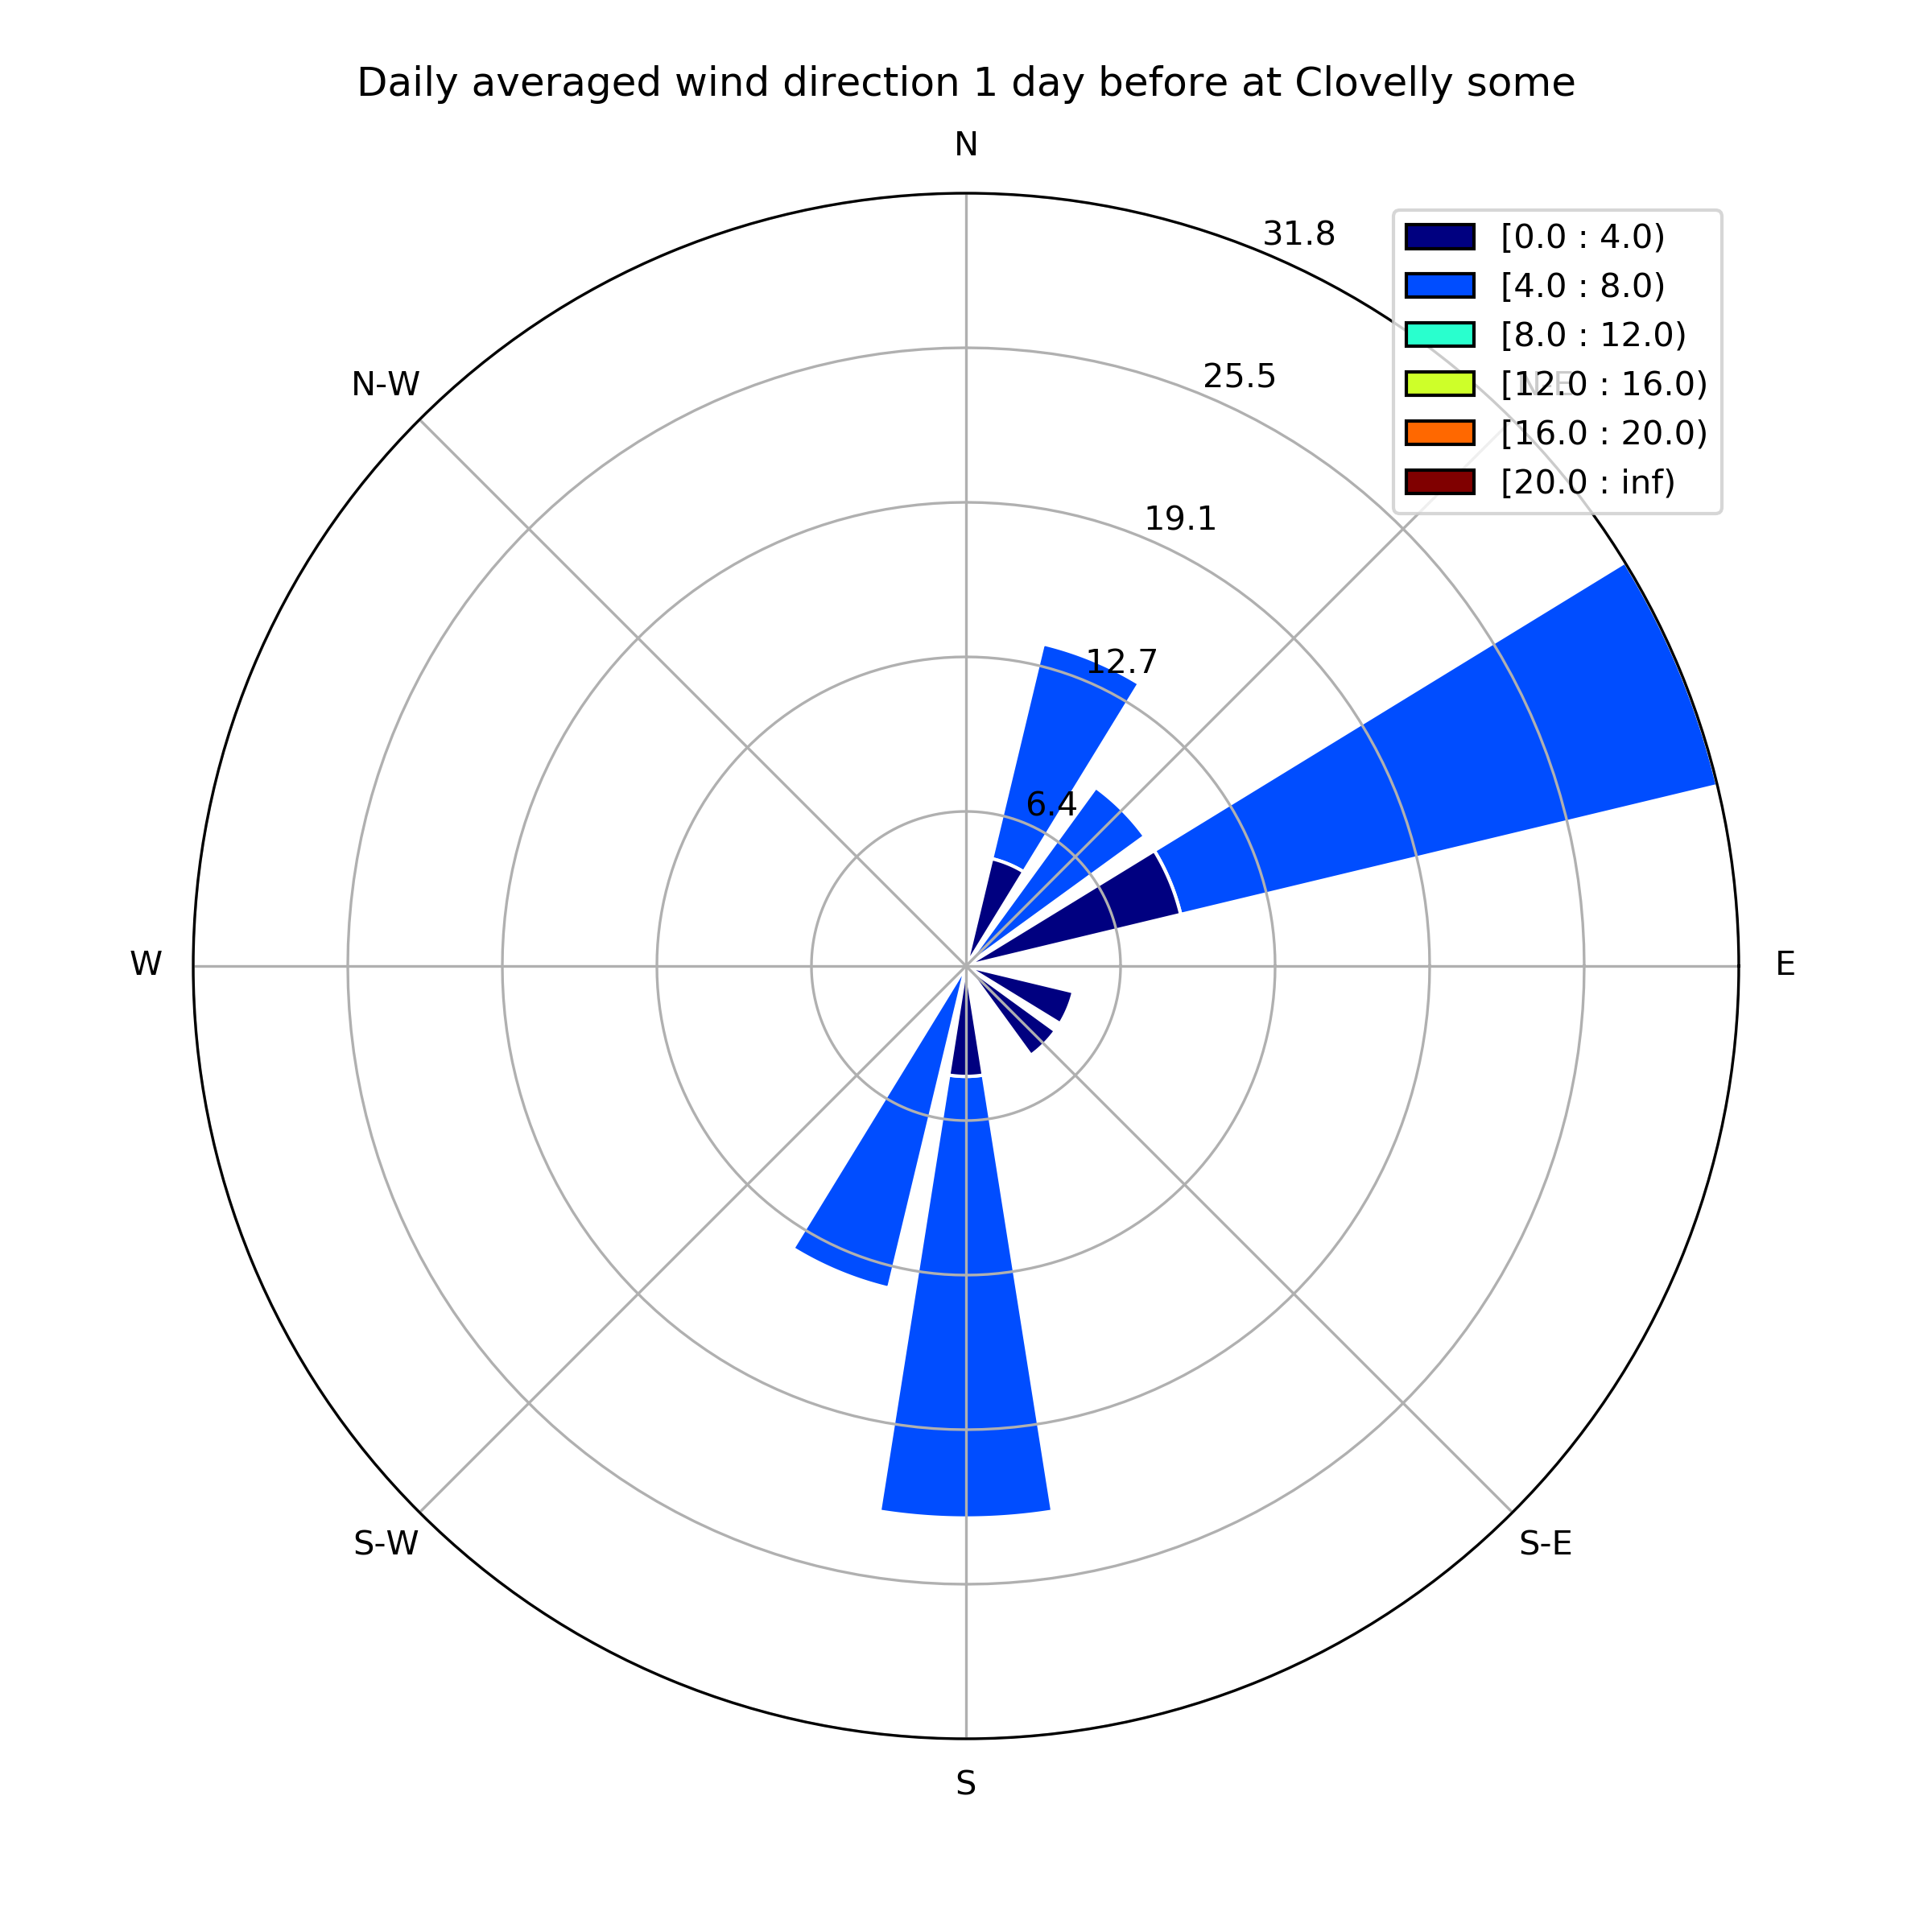 Daily averaged wind direction 1 day before at Clovelly some
N
31.8
[0.0 : 4.0)
[4.0 : 8.0)
[8.0 : 12.0)
N-W
25.5
N-E
[12.0 : 16.0)
[16.0 : 20.0)
[20.0 : inf)
19.1
12.7
6.4
W
E
S-W
S-E
S